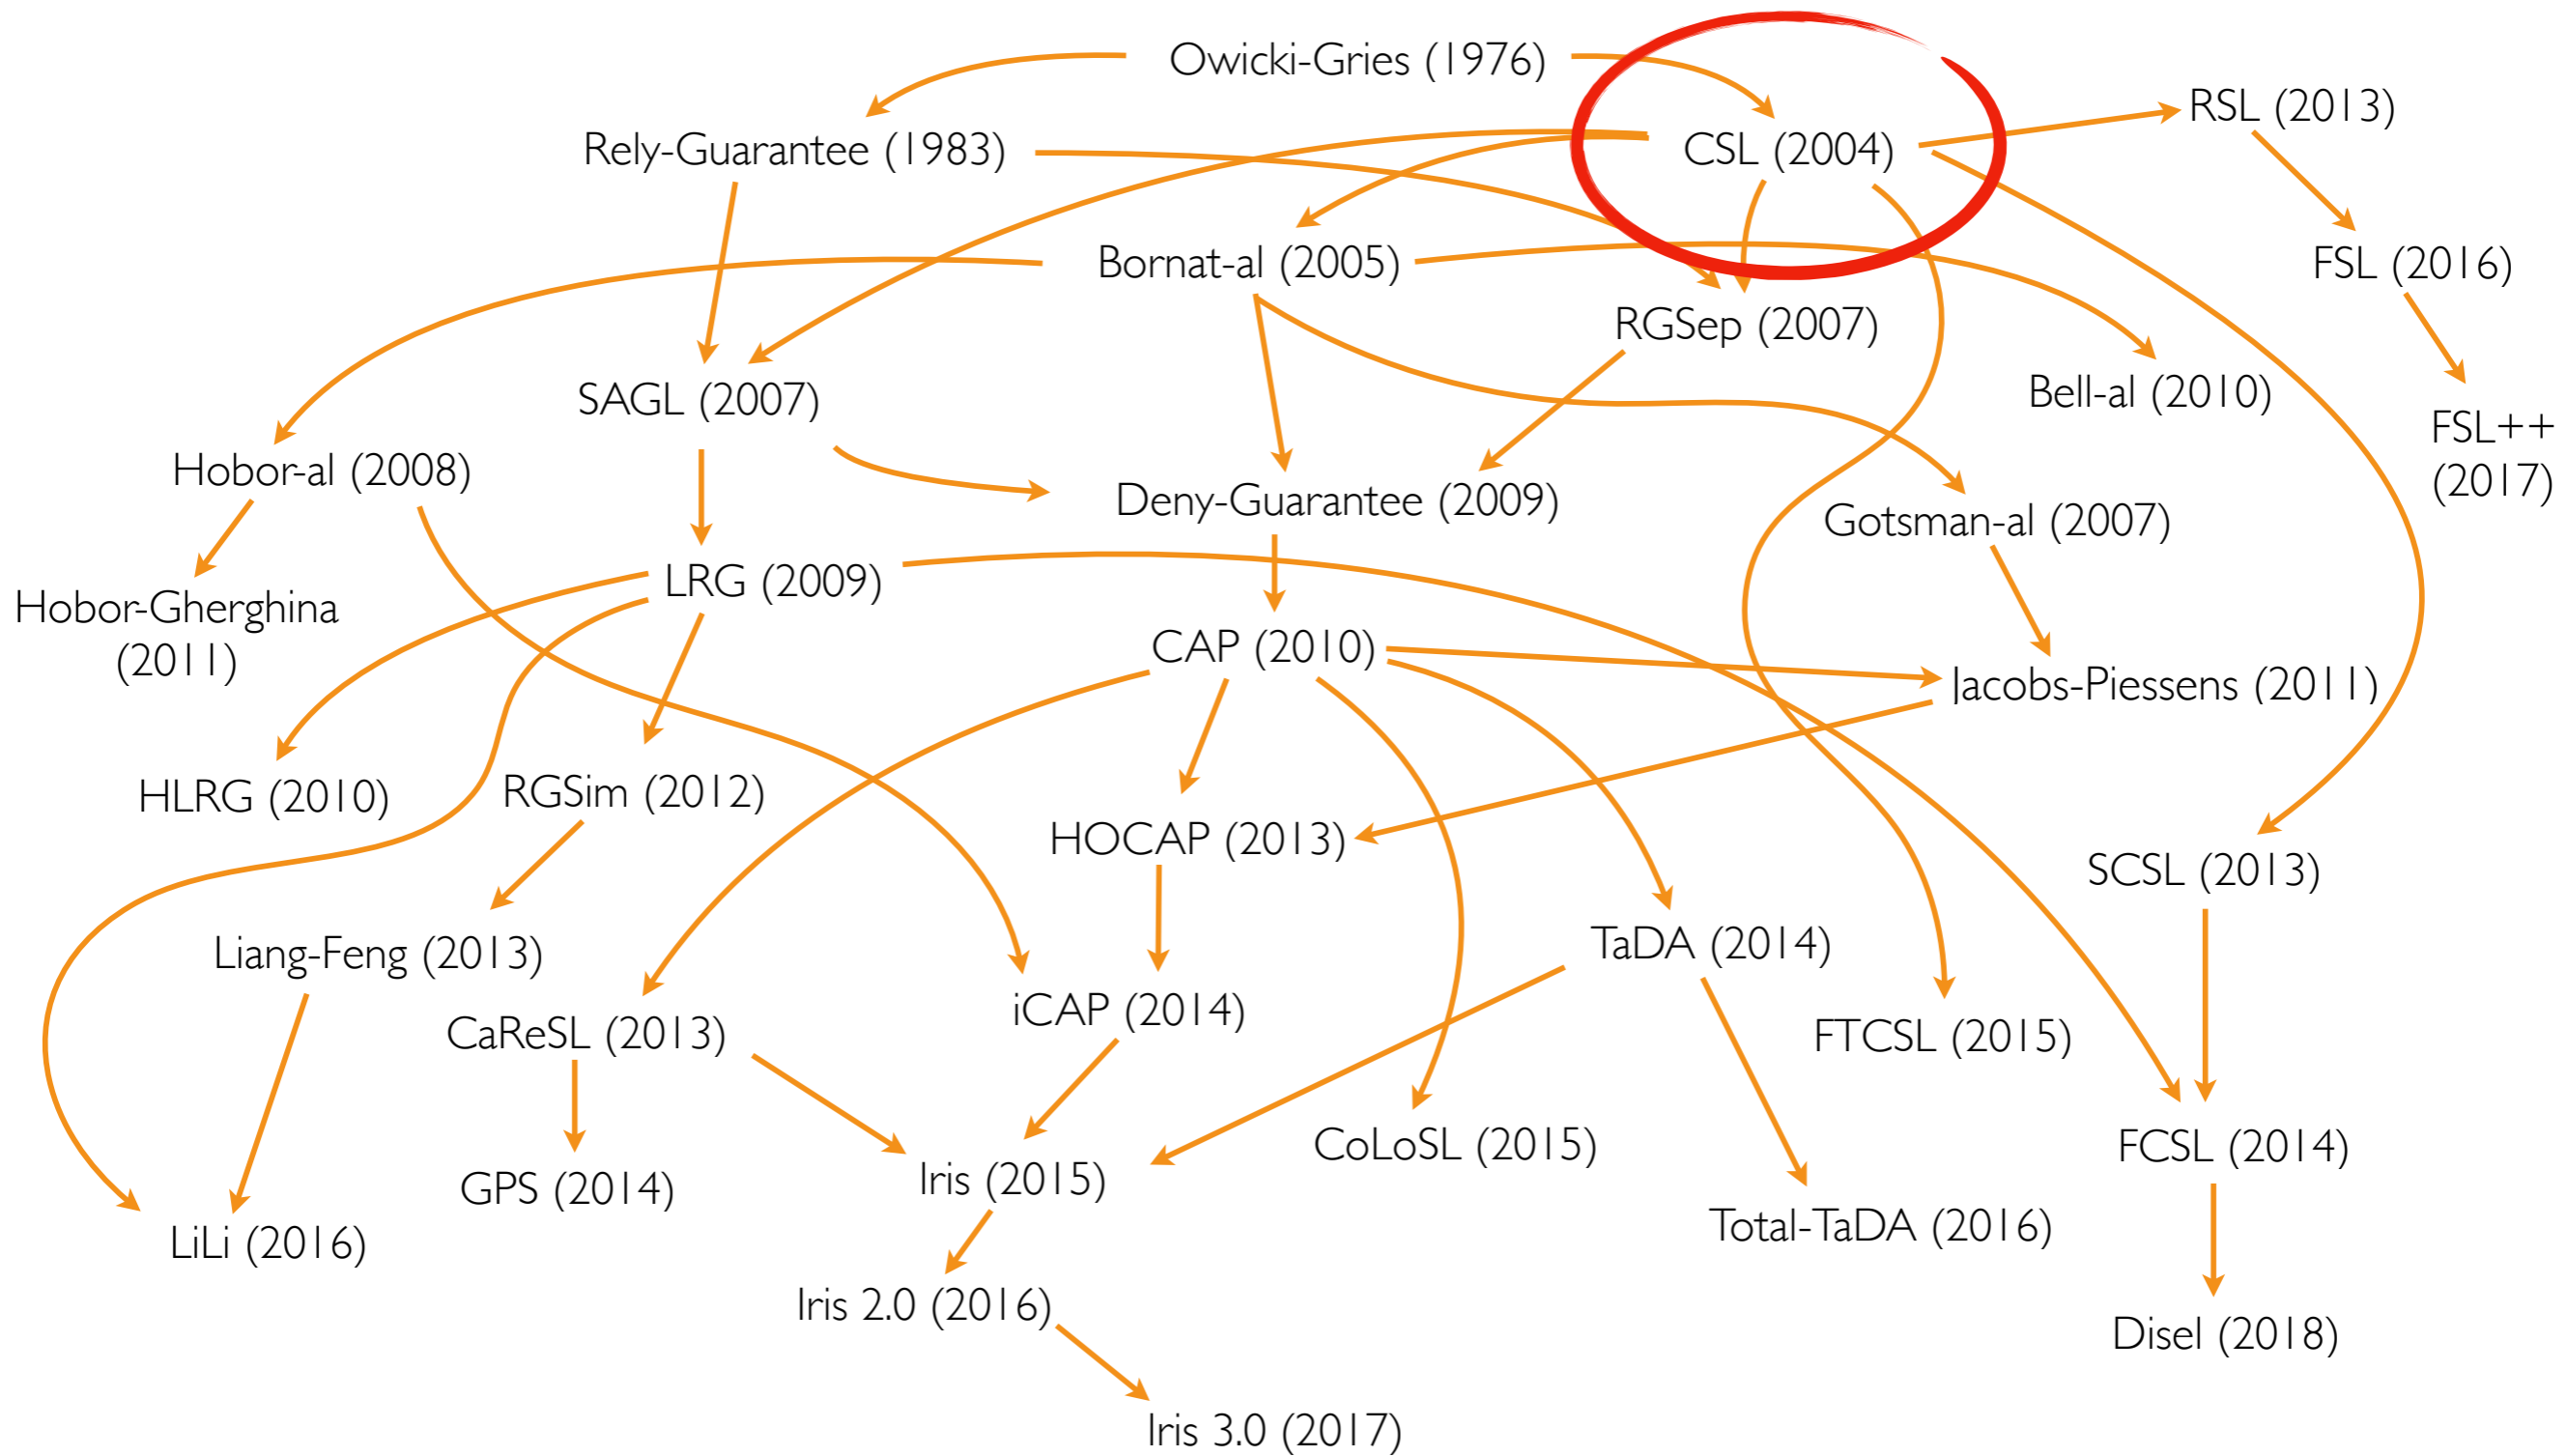 Owicki-Gries (1976)
RSL (2013)
Rely-Guarantee (1983)
CSL (2004)
Bornat-al (2005)
FSL (2016)
RGSep (2007)
SAGL (2007)
Bell-al (2010)
FSL++
(2017)
Hobor-al (2008)
Deny-Guarantee (2009)
Gotsman-al (2007)
LRG (2009)
Hobor-Gherghina
(2011)
CAP (2010)
Jacobs-Piessens (2011)
HLRG (2010)
RGSim (2012)
HOCAP (2013)
SCSL (2013)
Liang-Feng (2013)
TaDA (2014)
iCAP (2014)
CaReSL (2013)
FTCSL (2015)
CoLoSL (2015)
FCSL (2014)
GPS (2014)
Iris (2015)
Total-TaDA (2016)
LiLi (2016)
Iris 2.0 (2016)
Disel (2018)
Iris 3.0 (2017)